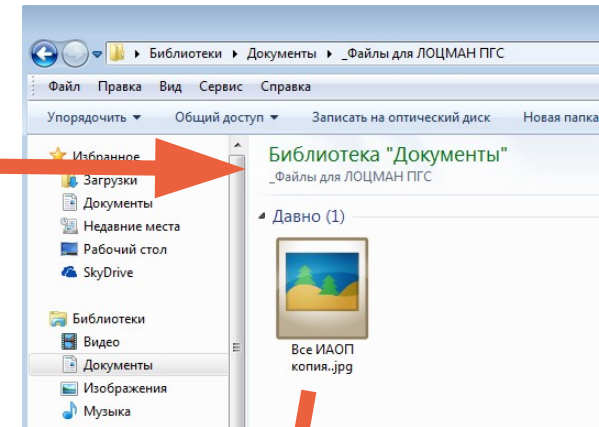 Библиотеки ▸ Документы ▸ _Файлы для ЛОЦМАН ПГС
Файл Правка Вид Сервис Справка
Упорядочить ▾ Общий доступ ▾ Записать на оптический диск Новая папка
Избранное
Загрузки
Документы
Недавние места
Рабочий стол
SkyDrive
Библиотеки
Видео
Документы
Изображения
Музыка
Библиотека "Документы"
_Файлы для ЛОЦМАН ПГС
Давно (1)
Все ИАОП
копия..jpg